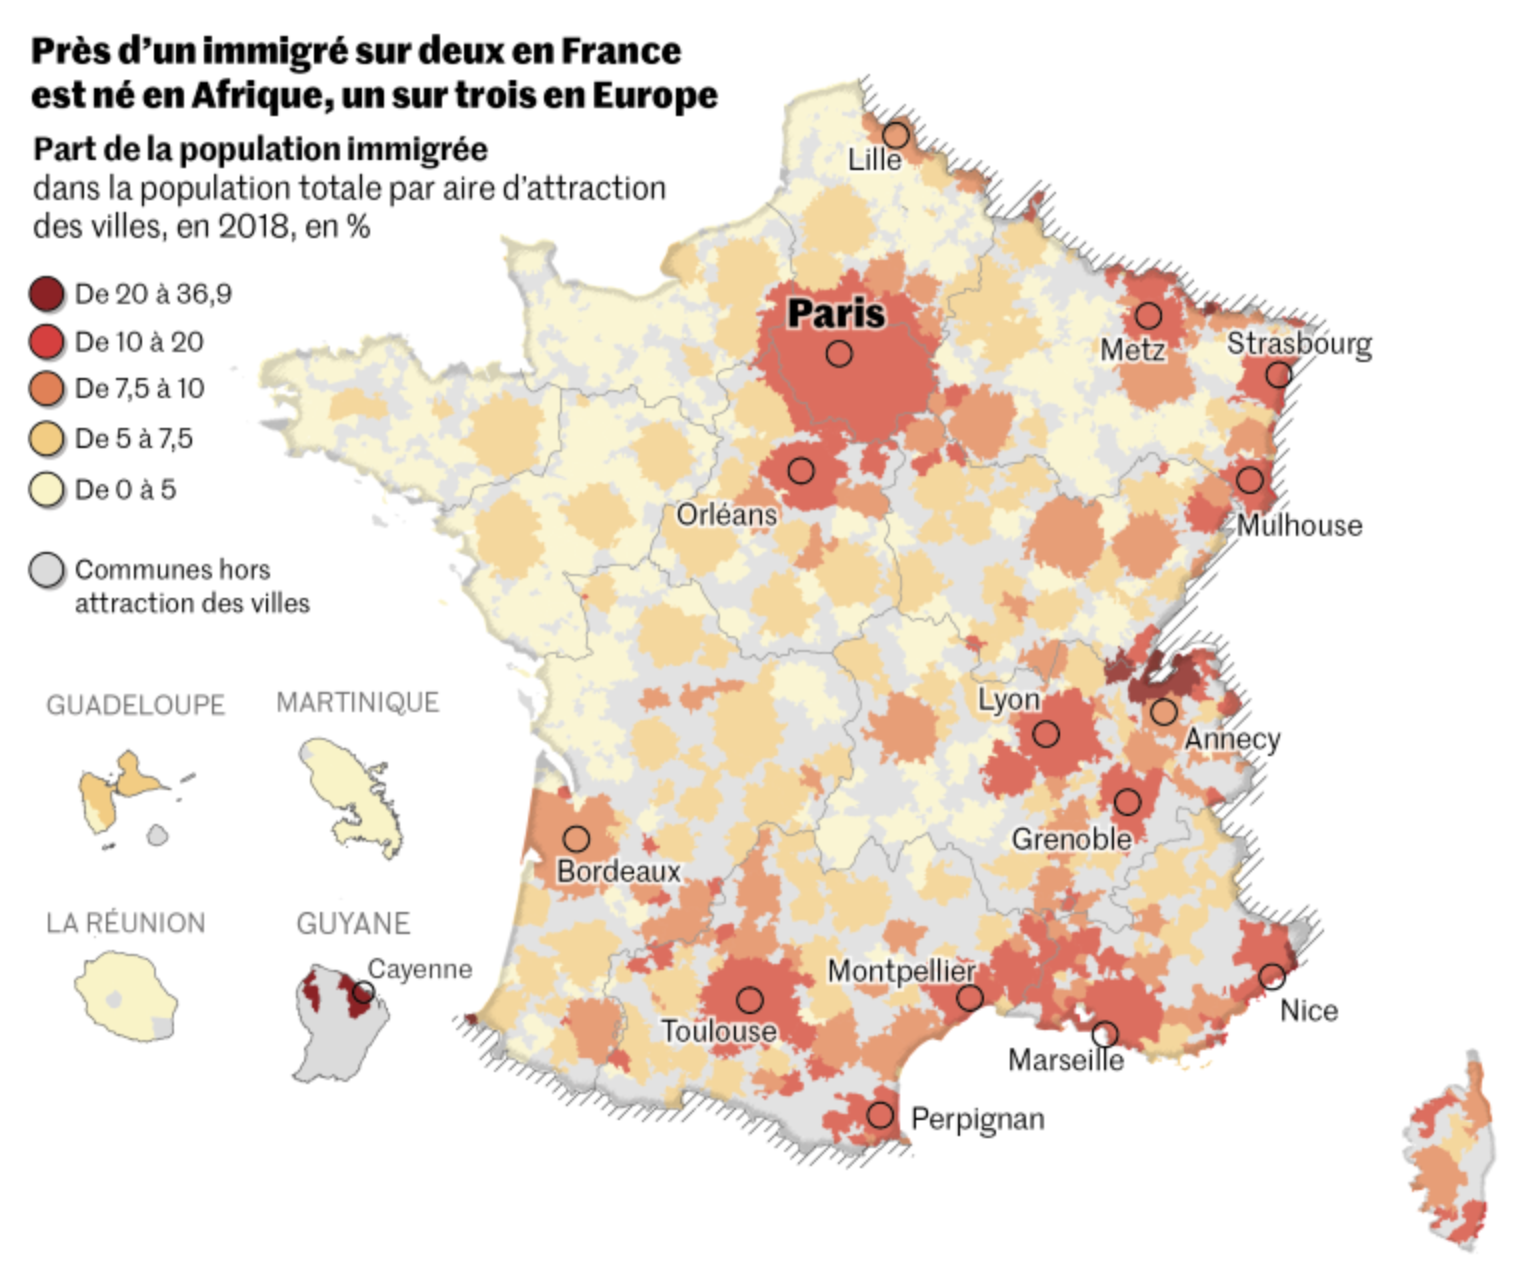 Près d’un immigré sur deux en France
est né en Afrique, un sur trois en Europe
Part de la population immigrée
dans la population totale par aire d’attraction
des villes, en 2018, en %
De 20 à 36,9
De 10 à 20
De 7,5 à 10
De 5 à 7,5
De 0 à 5
Communes hors
attraction des villes
GUADELOUPE
MARTINIQUE
LA RÉUNION
GUYANE
Cayenne
Lille
Paris
Metz
Strasbourg
Orléans
Mulhouse
Lyon
Annecy
Grenoble
Bordeaux
Montpellier
Toulouse
Nice
Marseille
Perpignan